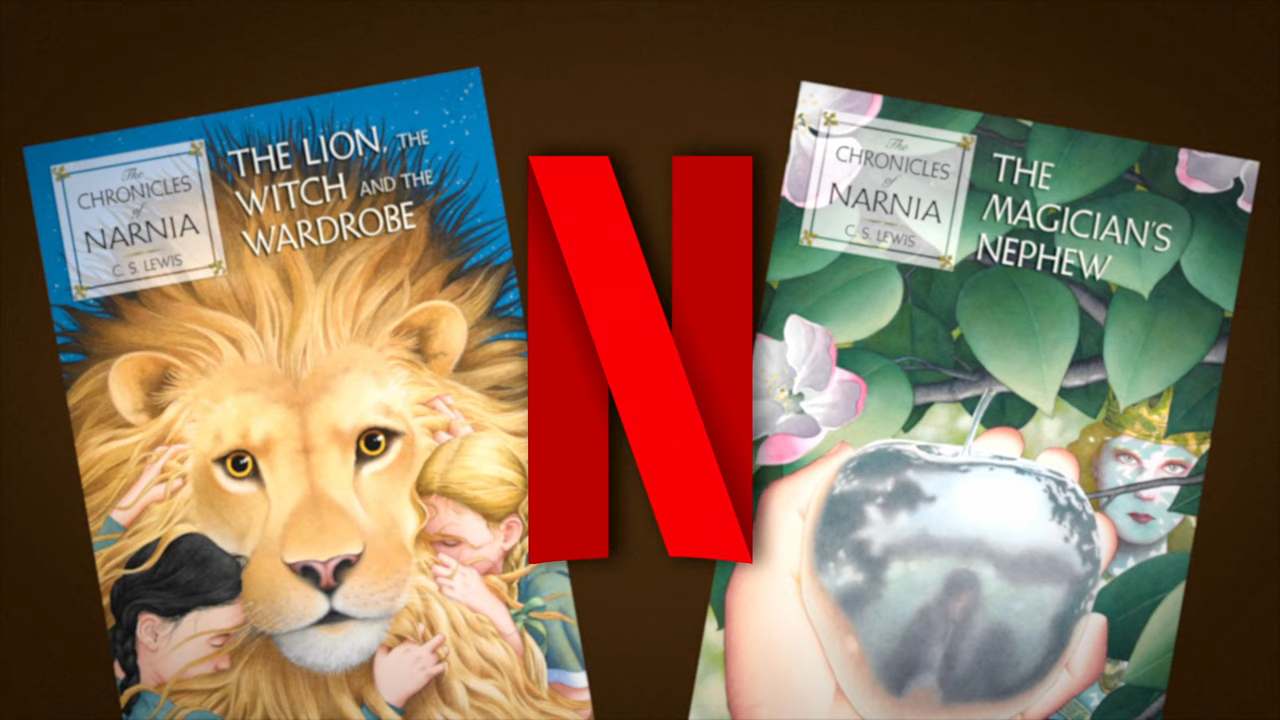 The
CHRONICLES
of
NARNIA
C. S. LEWIS
THE LION, THE
WITCH AND THE
WARDROBE
N
The
CHRONICLES
of
NARNIA
C. S. LEWIS
THE
MAGICIAN'S
NEPHEW